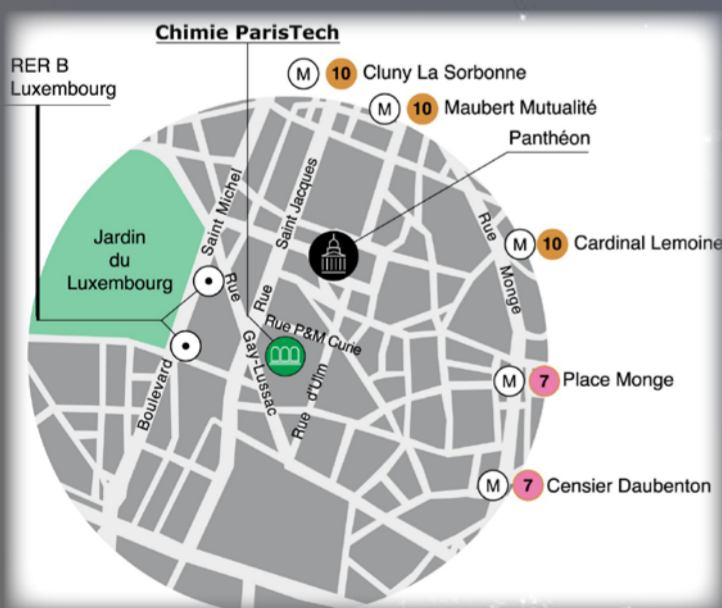 Chimie ParisTech
RER B
Luxembourg
M 10 Cluny La Sorbonne
M 10 Maubert Mutualité
Panthéon
Saint Michel
Saint Jacques
Rue
Monge
M 10 Cardinal Lemoine
Jardin
du
Luxembourg
Rue
Gay-Lussac
Rue
Rue P&M Curie
Boulevard
Rue d"Ulm
M 7 Place Monge
M 7 Censier Daubenton